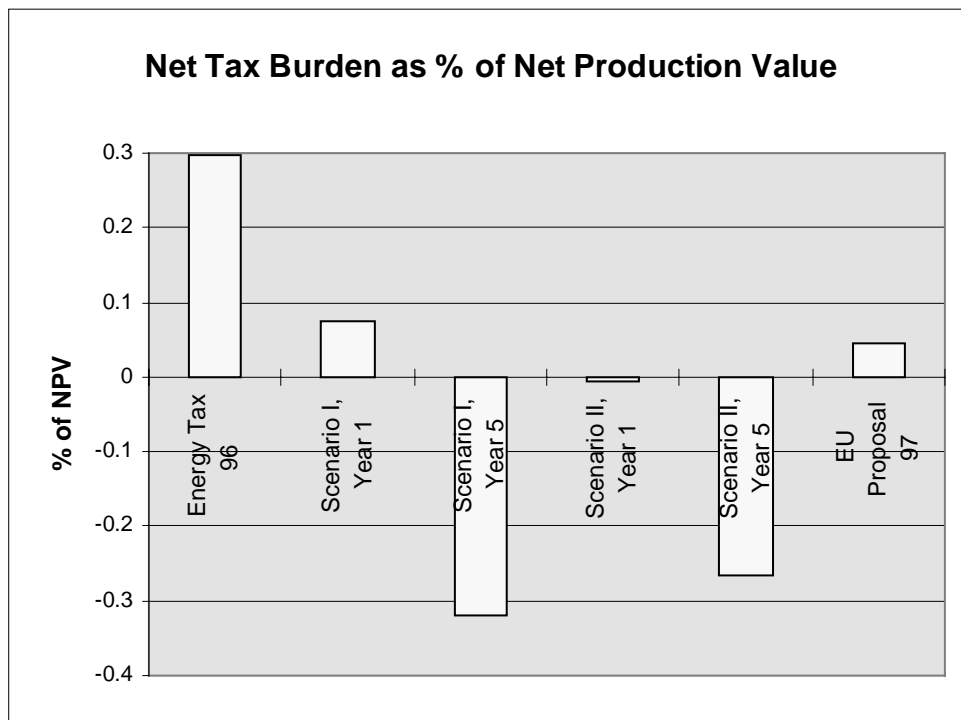 Net Tax Burden as % of Net Production Value
0.3
0.2
0.1
0
-0.1
-0.2
-0.3
-0.4
% of NPV
Energy Tax
96
Scenario I,
Year 1
Scenario I,
Year 5
Scenario II,
Year 1
Scenario II,
Year 5
EU
Proposal
97